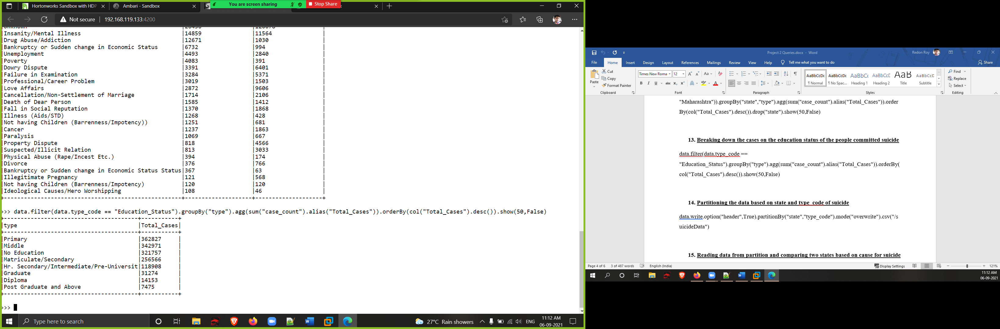 Hortonworks Sandbox with HDP
Ambari - Sandbox
You are screen sharing
Stop Share
Not secure
192.168.119.133:4200
|Insanity/Mental Illness |14859 |11564 |
|Drug Abuse/Addiction |12671 |1030 |
|Bankruptcy or Sudden change in Economic Status |6732 |994 |
|Unemployment |4493 |2840 |
|Poverty |4083 |391 |
|Dowry Dispute |3391 |6401 |
|Failure in Examination |3284 |5371 |
|Professional/Career Problem |3019 |1503 |
|Love Affairs |2872 |9606 |
|Cancellation/Non-Settlement of Marriage |1714 |2106 |
|Death of Dear Person |1585 |1412 |
|Fall in Social Reputation |1370 |1868 |
|Illness (Aids/STD) |1268 |428 |
|Not having Children (Barrenness/Impotency)) |1251 |681 |
|Cancer |1237 |1863 |
|Paralysis |1069 |667 |
|Property Dispute |818 |4566 |
|Suspected/Illicit Relation |813 |3033 |
|Physical Abuse (Rape/Incest Etc.) |394 |174 |
|Divorce |376 |766 |
|Bankruptcy or Sudden change in Economic Status Status|367 |63 |
|Illegitimate Pregnancy |121 |568 |
|Not having Children (Barrenness/Impotency) |120 |120 |
|Ideological Causes/Hero Worshipping |108 |46 |
>>> data.filter(data.type_code == "Education_Status").groupBy("type").agg(sum("case_count").alias("Total_Cases")).orderBy(col("Total_Cases").desc()).show(50,False)
|type |Total_Cases|
|Primary |362827 |
|Middle |342971 |
|No Education |321757 |
|Matriculate/Secondary |256566 |
|Hr. Secondary/Intermediate/Pre-Universit|118908 |
|Graduate |31274 |
|Diploma |14153 |
|Post Graduate and Above |7475 |
>>>
Type here to search
27°C Rain showers
ENG
11:12 AM
06-09-2021
Project 2 Queries.docx - Word
Redon Roy
File Home Insert Design Layout References Mailings Review View Help Tell me what you want to do Share
Paste
Cut
Copy
Format Painter
Clipboard
Times New Roma 12
Font
Paragraph
AaBbCcDc AaBbCcDc AaBbC( AaBbCcC AaB AaBbCcC
¶ Normal ¶ No Spac... Heading 1 Heading 2 Title Subtitle
Styles
Find
Replace
Select
Editing
"Maharashtra")).groupBy("state","type").agg(sum("case_count").alias("Total_Cases")).order
By(col("Total_Cases").desc()).drop("state").show(50,False)
13. Breaking down the cases on the education status of the people committed suicide
data.filter(data.type_code ==
"Education_Status").groupBy("type").agg(sum("case_count").alias("Total_Cases")).orderBy(
col("Total_Cases").desc()).show(50,False)
14. Partitioning the data based on state and type_code of suicide
data.write.option("header",True).partitionBy("state","type_code").mode("overwrite").csv("/s
uicideData")
15. Reading data from partition and comparing two states based on cause for suicide
Page 4 of 6 3 of 487 words English (India)
Display Settings
121%
11:12 AM
06-09-2021